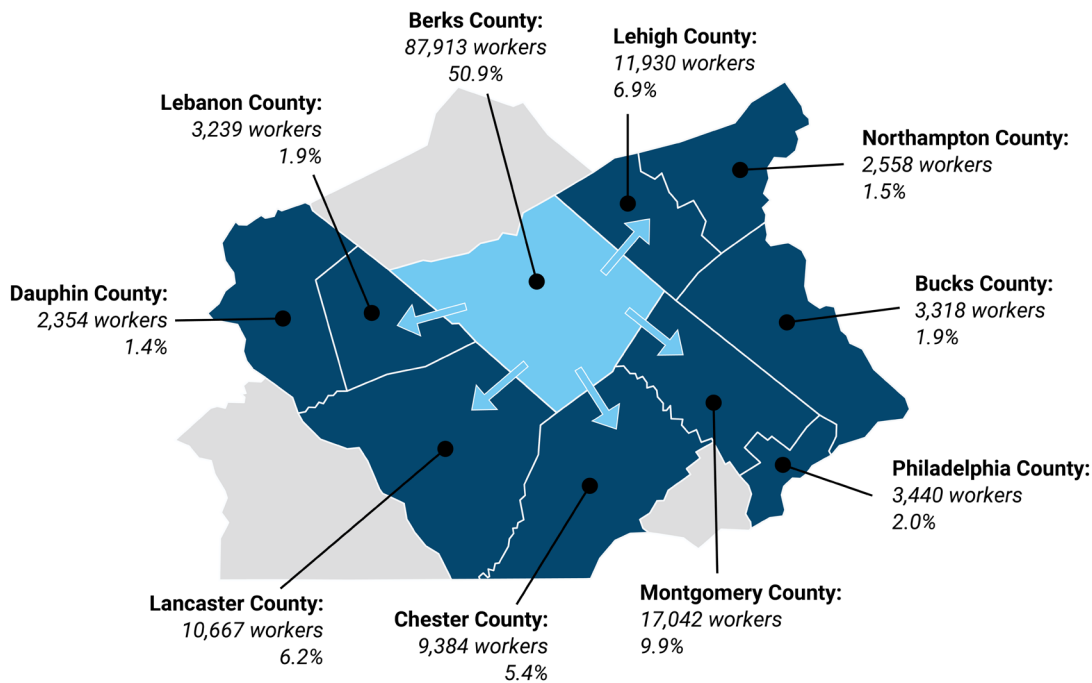 Berks County:
87,913 workers
50.9%
Lehigh County:
11,930 workers
6.9%
Lebanon County:
3,239 workers
1.9%
Northampton County:
2,558 workers
1.5%
Dauphin County:
2,354 workers
1.4%
Bucks County:
3,318 workers
1.9%
Philadelphia County:
3,440 workers
2.0%
Lancaster County:
10,667 workers
6.2%
Chester County:
9,384 workers
5.4%
Montgomery County:
17,042 workers
9.9%